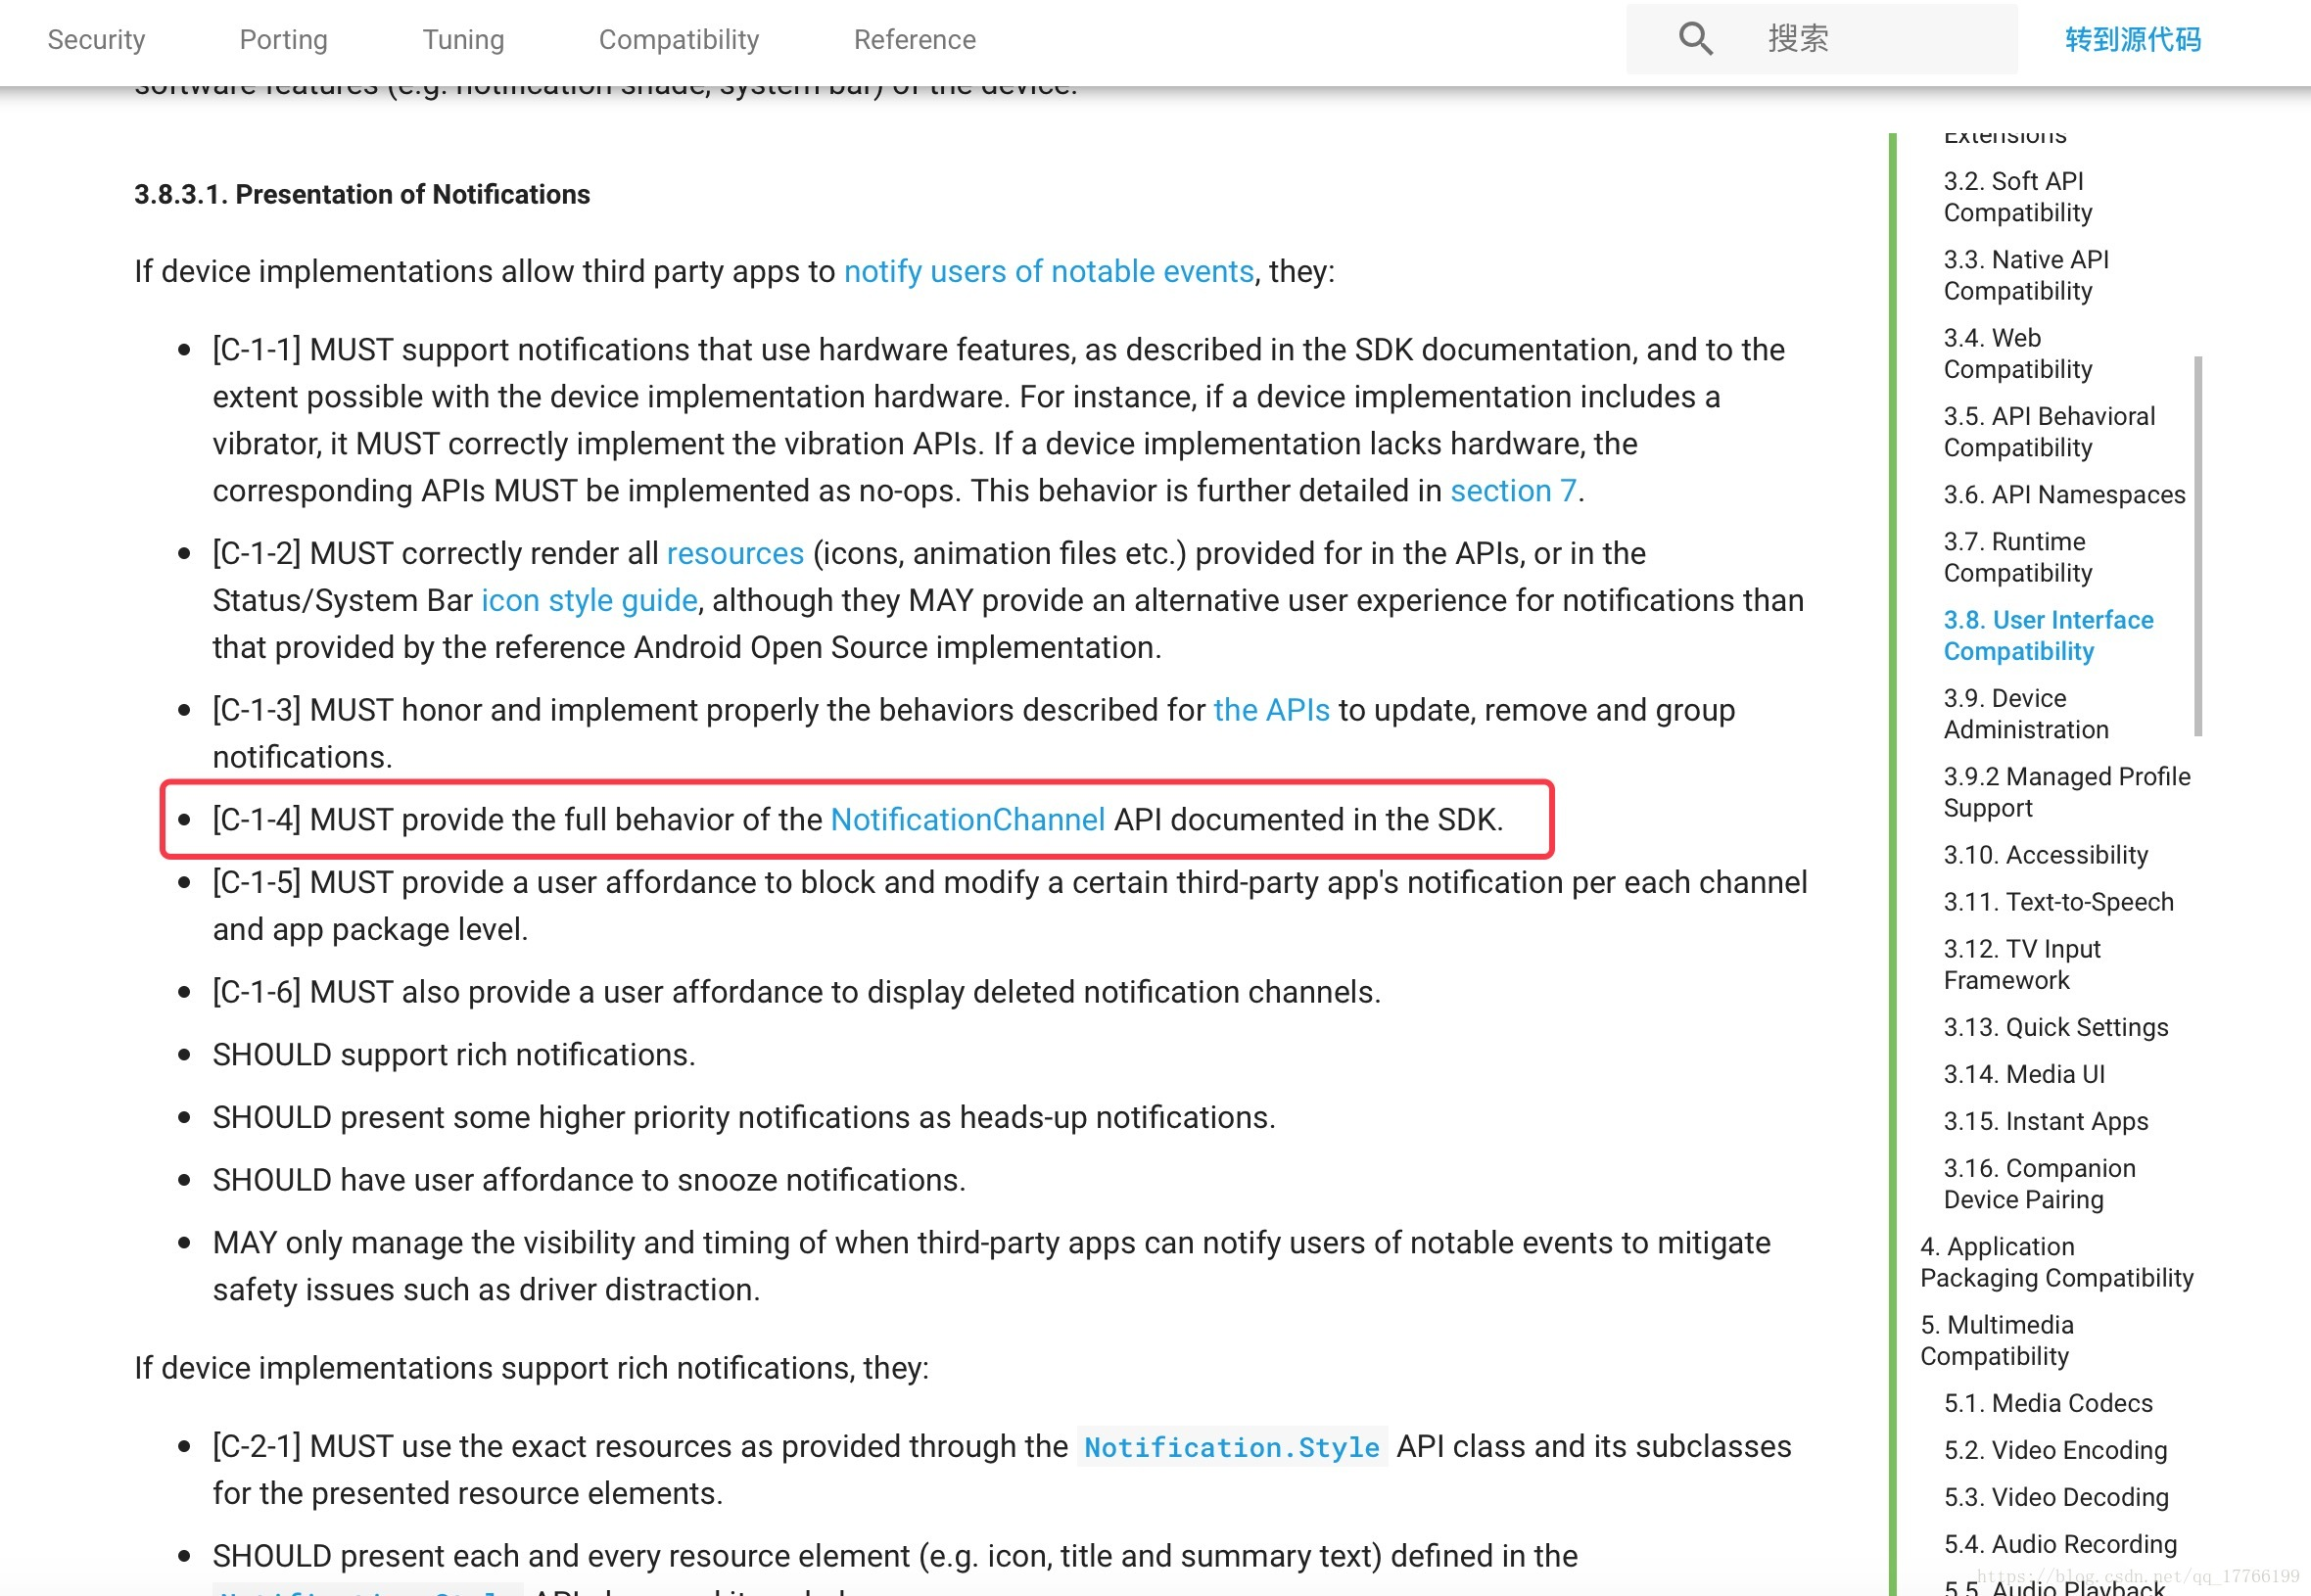 Security Porting Tuning Compatibility Reference 搜索 转到源代码
software features (e.g. notification shade, system bar) of the device.
3.8.3.1. Presentation of Notifications
If device implementations allow third party apps to notify users of notable events, they:
• [C-1-1] MUST support notifications that use hardware features, as described in the SDK documentation, and to the
extent possible with the device implementation hardware. For instance, if a device implementation includes a
vibrator, it MUST correctly implement the vibration APIs. If a device implementation lacks hardware, the
corresponding APIs MUST be implemented as no-ops. This behavior is further detailed in section 7.
• [C-1-2] MUST correctly render all resources (icons, animation files etc.) provided for in the APIs, or in the
Status/System Bar icon style guide, although they MAY provide an alternative user experience for notifications than
that provided by the reference Android Open Source implementation.
• [C-1-3] MUST honor and implement properly the behaviors described for the APIs to update, remove and group
notifications.
• [C-1-4] MUST provide the full behavior of the NotificationChannel API documented in the SDK.
• [C-1-5] MUST provide a user affordance to block and modify a certain third-party app's notification per each channel
and app package level.
• [C-1-6] MUST also provide a user affordance to display deleted notification channels.
• SHOULD support rich notifications.
• SHOULD present some higher priority notifications as heads-up notifications.
• SHOULD have user affordance to snooze notifications.
• MAY only manage the visibility and timing of when third-party apps can notify users of notable events to mitigate
safety issues such as driver distraction.
If device implementations support rich notifications, they:
• [C-2-1] MUST use the exact resources as provided through the Notification.Style API class and its subclasses
for the presented resource elements.
• SHOULD present each and every resource element (e.g. icon, title and summary text) defined in the
Extensions
3.2. Soft API
Compatibility
3.3. Native API
Compatibility
3.4. Web
Compatibility
3.5. API Behavioral
Compatibility
3.6. API Namespaces
3.7. Runtime
Compatibility
3.8. User Interface
Compatibility
3.9. Device
Administration
3.9.2 Managed Profile
Support
3.10. Accessibility
3.11. Text-to-Speech
3.12. TV Input
Framework
3.13. Quick Settings
3.14. Media UI
3.15. Instant Apps
3.16. Companion
Device Pairing
4. Application
Packaging Compatibility
5. Multimedia
Compatibility
5.1. Media Codecs
5.2. Video Encoding
5.3. Video Decoding
5.4. Audio Recording
5.5. Audio Playback
https://blog.csdn.net/qq_17766199